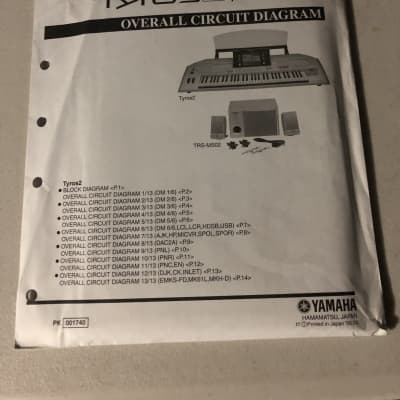 OVERALL CIRCUIT DIAGRAM
Tyros2
TRS-MS02
Tyros2
● BLOCK DIAGRAM <P.1>
OVERALL CIRCUIT DIAGRAM 1/13 (DM 1/6) <P.2>
● OVERALL CIRCUIT DIAGRAM 2/13 (DM 2/6) <P.3>
OVERALL CIRCUIT DIAGRAM 3/13 (DM 3/6) <P.4>
● OVERALL CIRCUIT DIAGRAM 4/13 (DM 4/6) <P.5>
OVERALL CIRCUIT DIAGRAM 5/13 (DM 5/6) <P.6>
● OVERALL CIRCUIT DIAGRAM 6/13 (DM 6/6,LCL,LCR,HDSB,USB) <P.7>
OVERALL CIRCUIT DIAGRAM 7/13 (AJK,HP,MICVR,SPOL,SPOR) <P.8>
● OVERALL CIRCUIT DIAGRAM 8/13 (DAC2A) <P.9>
OVERALL CIRCUIT DIAGRAM 9/13 (PNL) <P.10>
● OVERALL CIRCUIT DIAGRAM 10/13 (PNR) <P.11>
OVERALL CIRCUIT DIAGRAM 11/13 (PNC,EN) <P.12>
● OVERALL CIRCUIT DIAGRAM 12/13 (DJK,CK,INLET) <P.13>
OVERALL CIRCUIT DIAGRAM 13/13 (EMKS-FD,MK61L,MKH-D) <P.14>
YAMAHA
PK 001740
HAMAMATSU, JAPAN
Printed in Japan